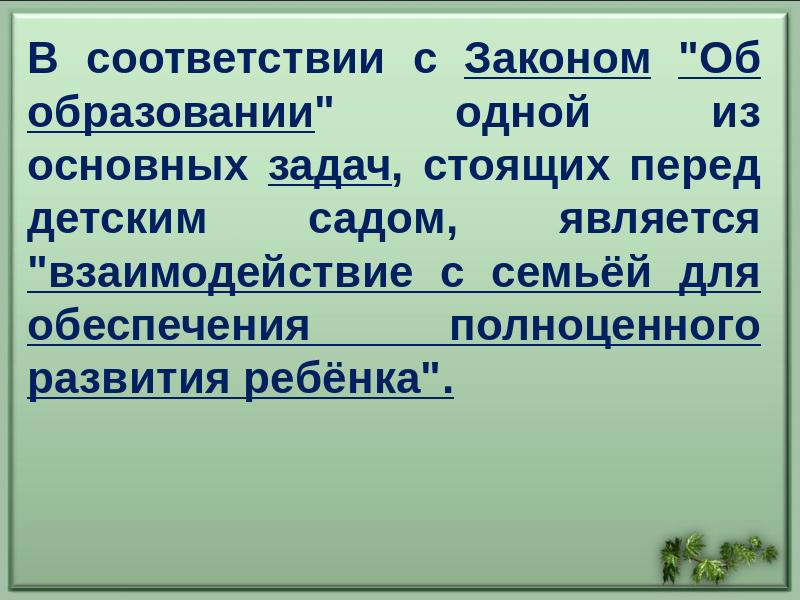 В соответствии с Законом "Об
образовании" одной из
основных задач, стоящих перед
детским садом, является
"взаимодействие с семьёй для
обеспечения полноценного
развития ребёнка".